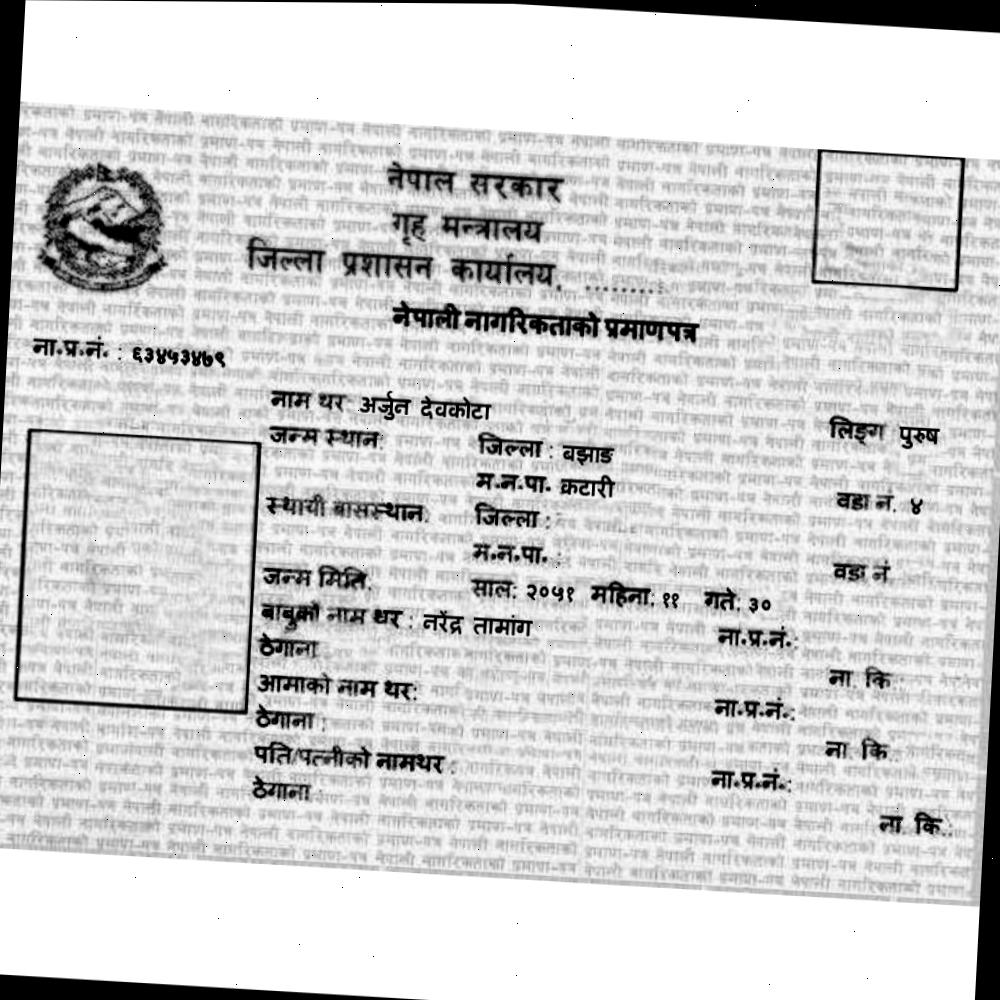 नेपाल सरकार
गृह मन्त्रालय
जिल्ला प्रशासन कार्यालय, .........
नेपाली नागरिकताको प्रमाणपत्र
ना.प्र.नं. : ६३४५३४७९
नाम थर: अर्जुन देवकोटा लिङ्ग पुरुष
जन्म स्थान: जिल्ला : बझाङ
म.न.पा. कटारी वडा नं. ४
स्थायी बासस्थान: जिल्ला :
म.न.पा. : वडा नं
जन्म मिति: साल: २०५१ महिना: ११ गते: ३०
बाबुको नाम थर : नरेंद्र तामांग ना.प्र.नं.:
ठेगाना ना. कि.:
आमाको नाम थर: ना.प्र.नं.:
ठेगाना : ना. कि.:
पति/पत्नीको नामथर : ना.प्र.नं.:
ठेगाना ना. कि.: